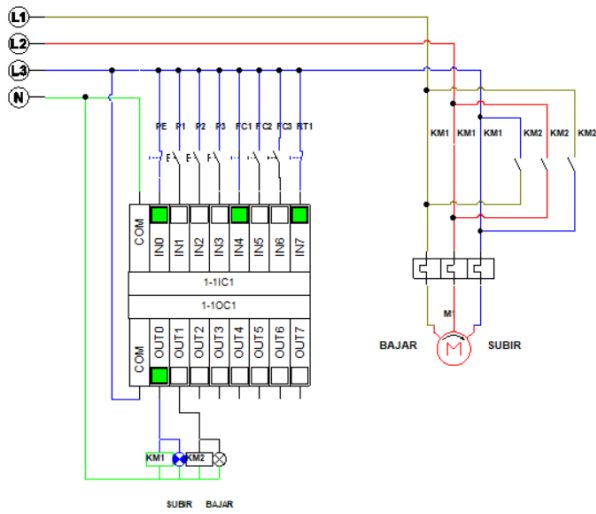 L1
L2
L3
N
PE P1 P2 P3 FC1 FC2 FC3 RT1
KM1 KM1 KM1 KM2 KM2 KM2
E E E
COM IN0 IN1 IN2 IN3 IN4 IN5 IN6 IN7
1-1IC1
1-1OC1
COM OUT0 OUT1 OUT2 OUT3 OUT4 OUT5 OUT6 OUT7
M1
BAJAR M SUBIR
KM1 KM2
SUBIR BAJAR